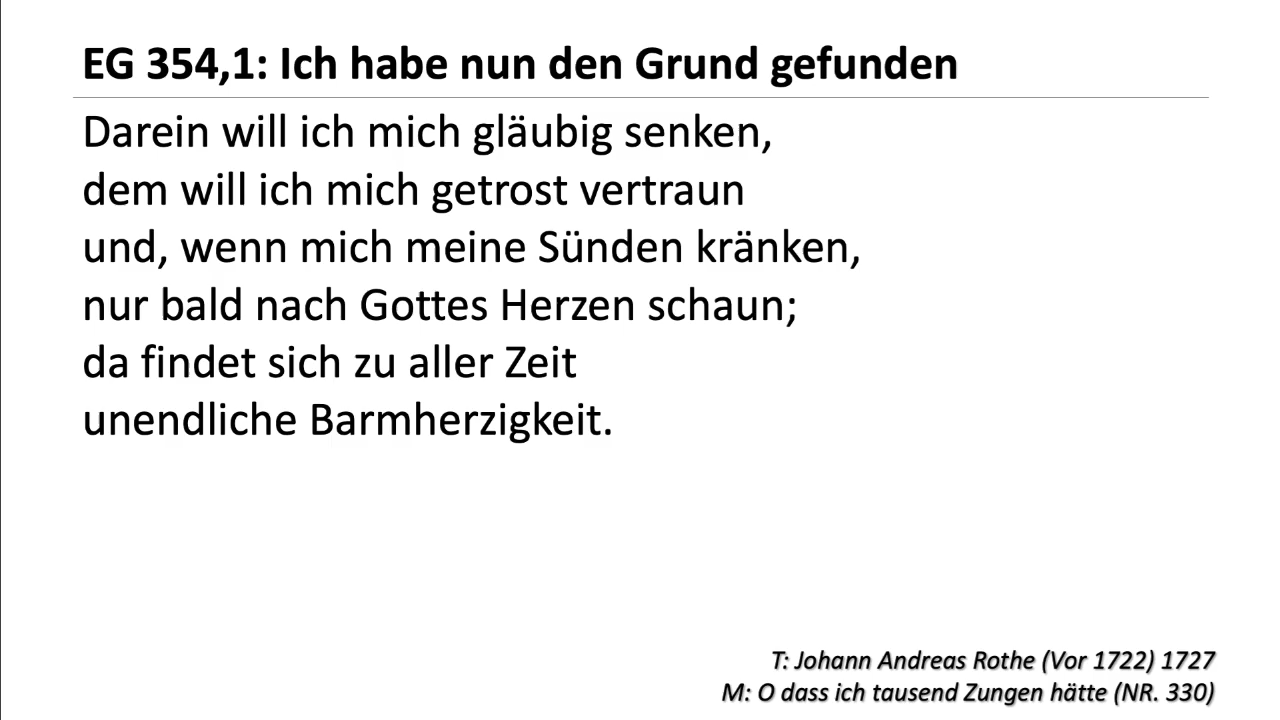 EG 354,1: Ich habe nun den Grund gefunden
Darein will ich mich gläubig senken,
dem will ich mich getrost vertraun
und, wenn mich meine Sünden kränken,
nur bald nach Gottes Herzen schaun;
da findet sich zu aller Zeit
unendliche Barmherzigkeit.
T: Johann Andreas Rothe (Vor 1722) 1727
M: O dass ich tausend Zungen hätte (NR. 330)